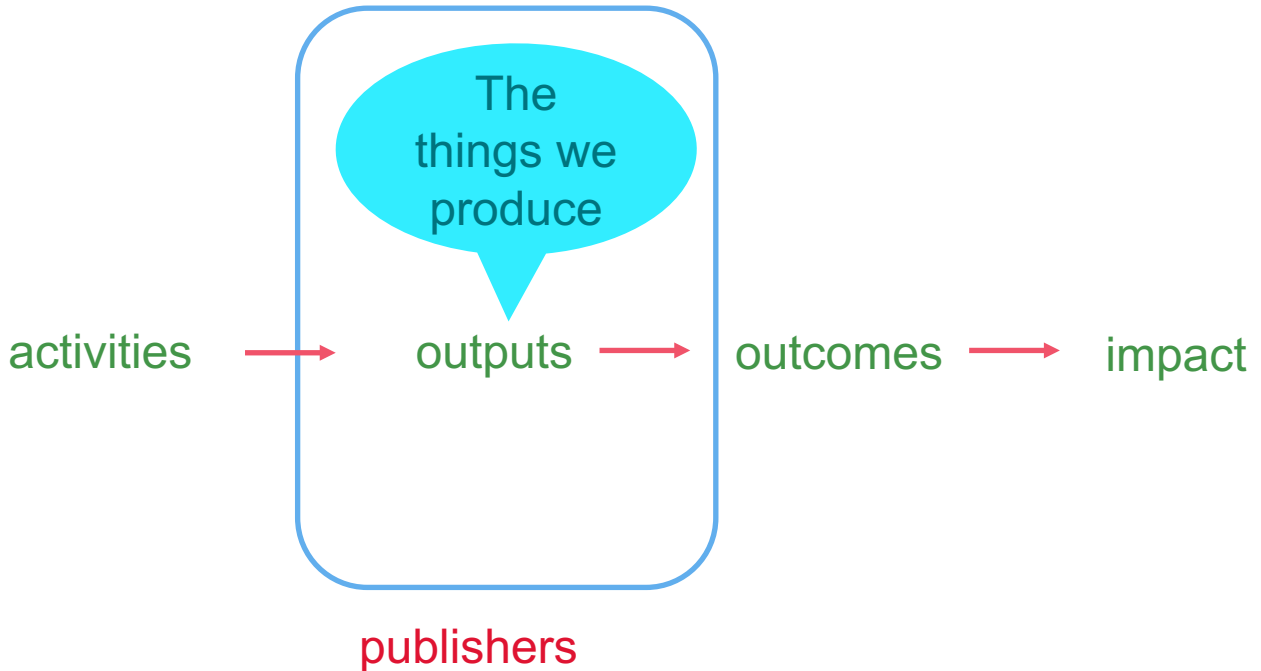 The
things we
produce
activities
outputs
outcomes
impact
publishers